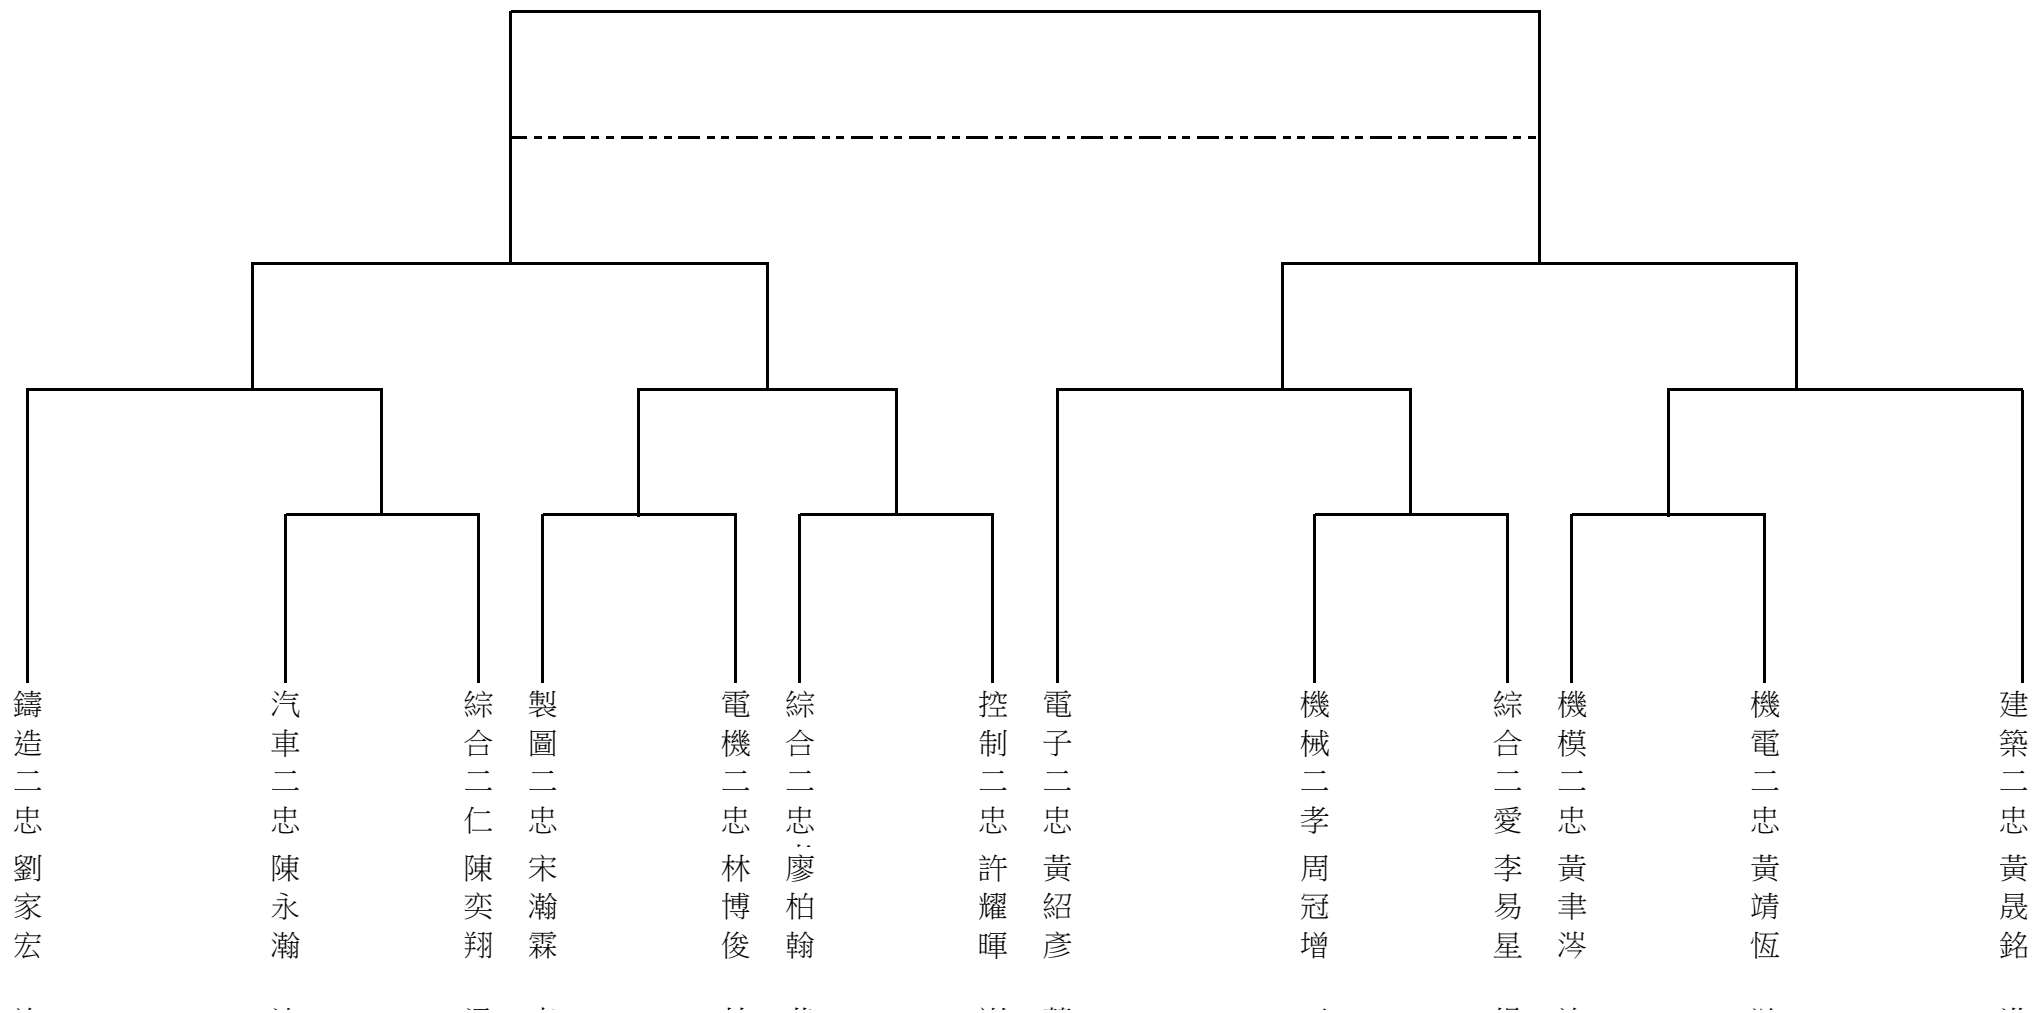 鑄造二忠 劉家宏
汽車二忠 陳永瀚
綜合二仁 陳奕翔
製圖二忠 宋瀚霖
電機二忠 林博俊
綜合二忠 廖柏翰
控制二忠 許耀暉
電子二忠 黃紹彥
機械二孝 周冠增
綜合二愛 李易星
機模二忠 黃聿涔
機電二忠 黃靖恆
建築二忠 黃晟銘